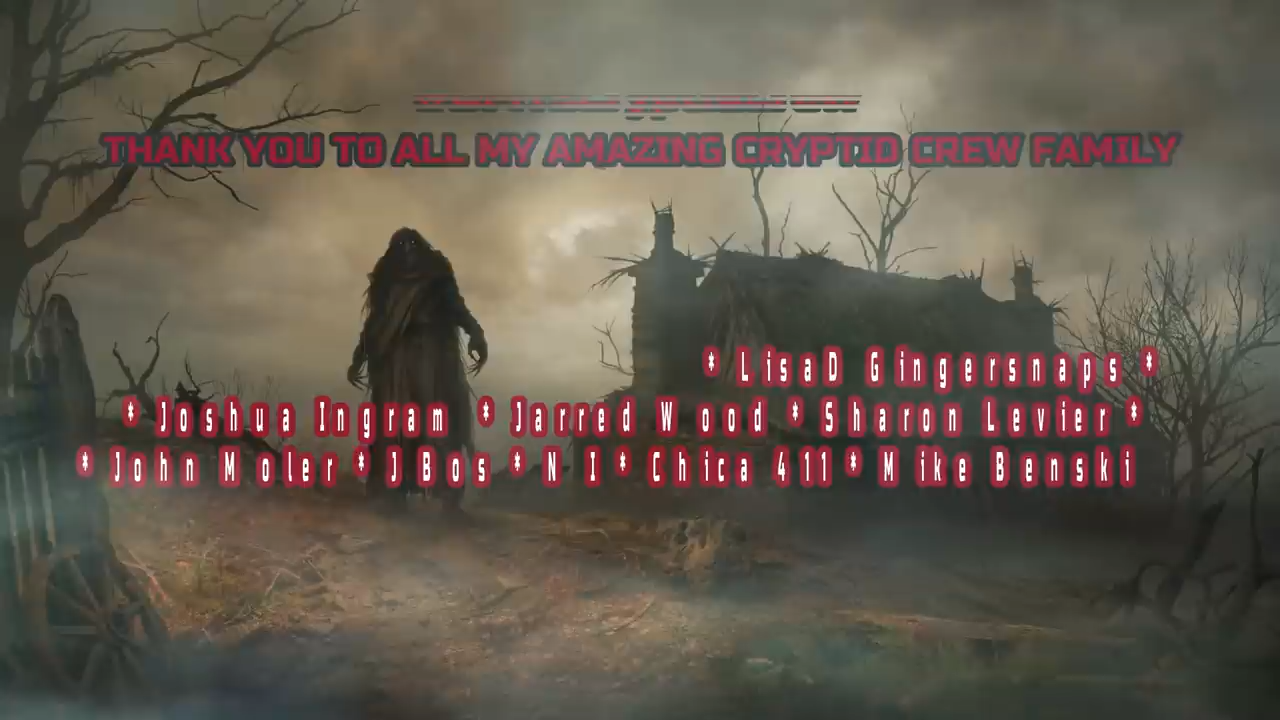 THANK YOU TO ALL MY AMAZING CRYPTID CREW FAMILY
* LisaD Gingersnaps *
* Joshua Ingram * Jarred Wood * Sharon Levier *
* John Moler * J Bos * N I * Chica 411 * Mike Benski